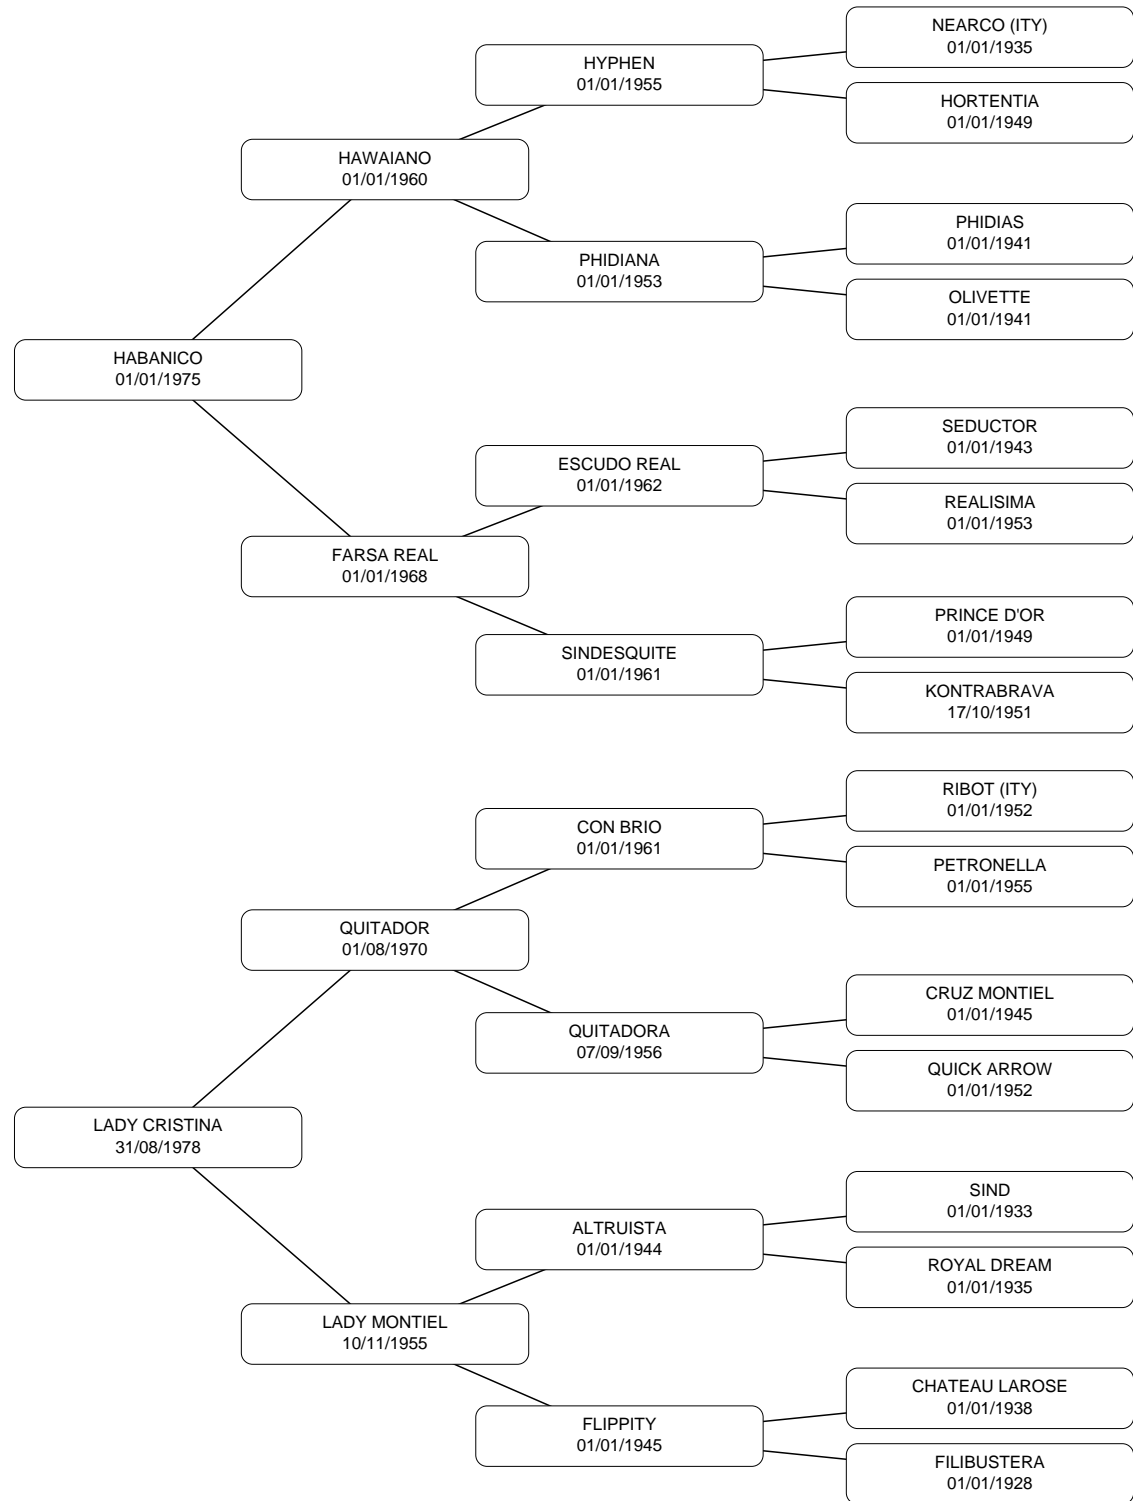 NEARCO (ITY)
01/01/1935
HYPHEN
01/01/1955
HORTENTIA
01/01/1949
HAWAIANO
01/01/1960
PHIDIAS
01/01/1941
PHIDIANA
01/01/1953
OLIVETTE
01/01/1941
HABANICO
01/01/1975
SEDUCTOR
01/01/1943
ESCUDO REAL
01/01/1962
REALISIMA
01/01/1953
FARSA REAL
01/01/1968
PRINCE D'OR
01/01/1949
SINDESQUITE
01/01/1961
KONTRABRAVA
17/10/1951
RIBOT (ITY)
01/01/1952
CON BRIO
01/01/1961
PETRONELLA
01/01/1955
QUITADOR
01/08/1970
CRUZ MONTIEL
01/01/1945
QUITADORA
07/09/1956
QUICK ARROW
01/01/1952
LADY CRISTINA
31/08/1978
SIND
01/01/1933
ALTRUISTA
01/01/1944
ROYAL DREAM
01/01/1935
LADY MONTIEL
10/11/1955
CHATEAU LAROSE
01/01/1938
FLIPPITY
01/01/1945
FILIBUSTERA
01/01/1928